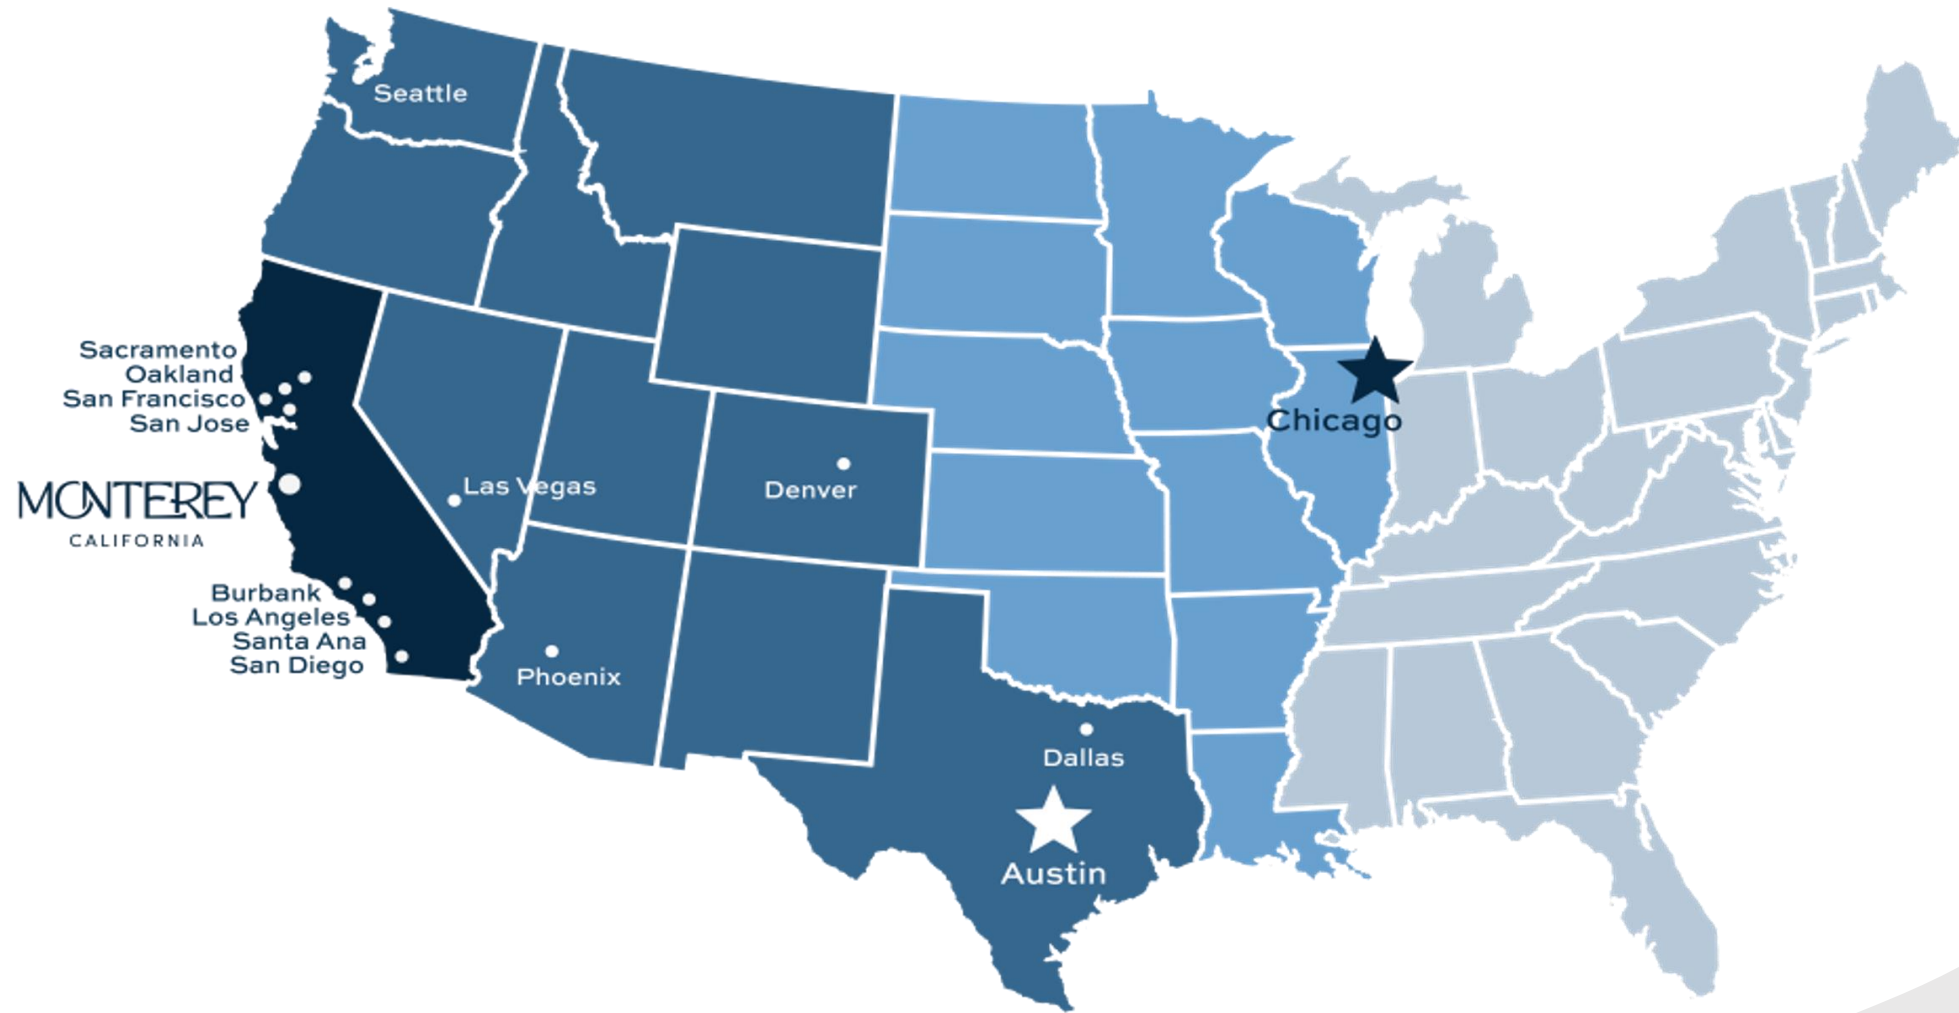 Seattle
Sacramento
Oakland
San Francisco
San Jose
Chicago
MONTEREY
CALIFORNIA
Las Vegas
Denver
Burbank
Los Angeles
Santa Ana
San Diego
Phoenix
Dallas
Austin